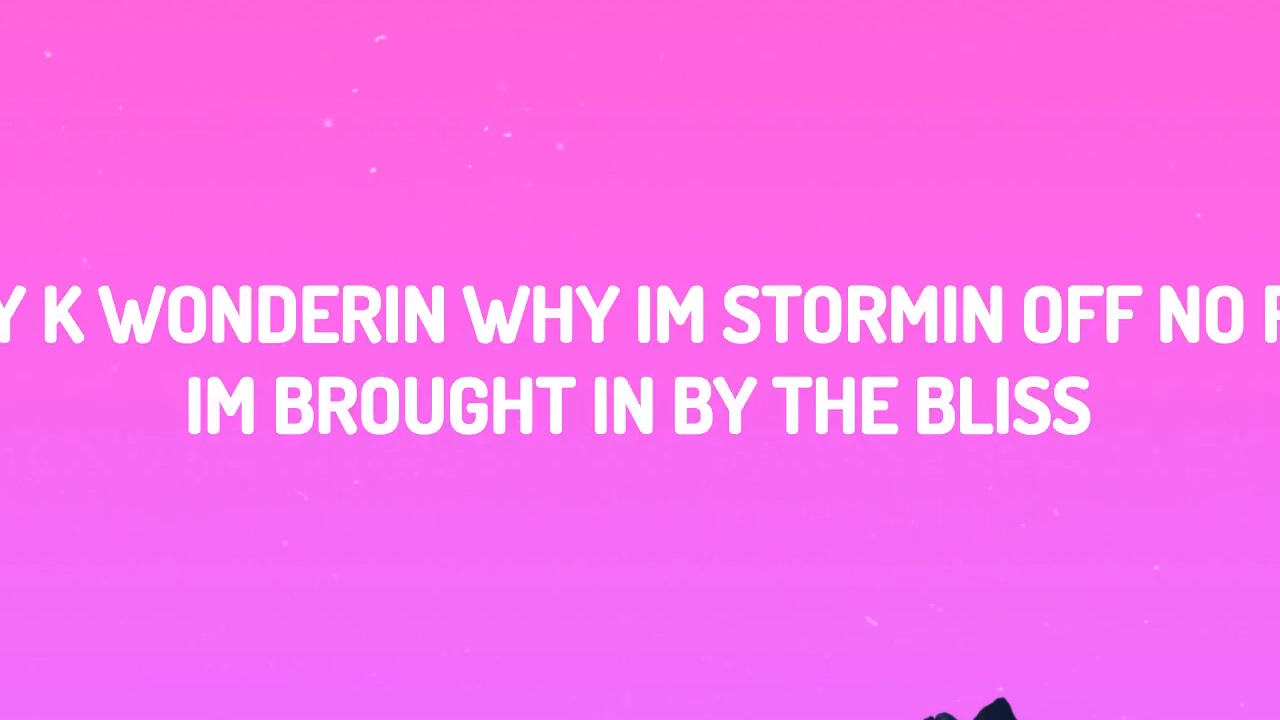 K WONDERIN WHY IM STORMIN OFF NO
IM BROUGHT IN BY THE BLISS